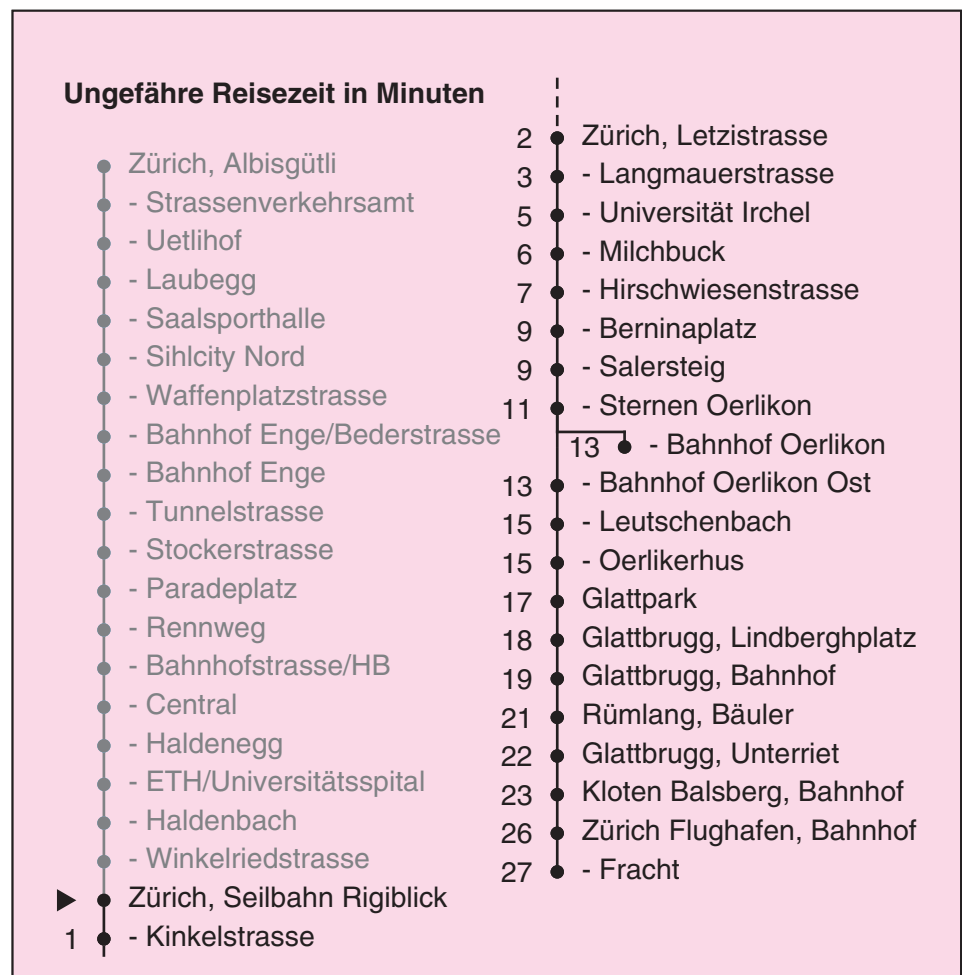 Ungefähre Reisezeit in Minuten
Zürich, Albisgütli
- Strassenverkehrsamt
- Uetlihof
- Laubegg
- Saalsporthalle
- Sihlcity Nord
- Waffenplatzstrasse
- Bahnhof Enge/Bederstrasse
- Bahnhof Enge
- Tunnelstrasse
- Stockerstrasse
- Paradeplatz
- Rennweg
- Bahnhofstrasse/HB
- Central
- Haldenegg
- ETH/Universitätsspital
- Haldenbach
- Winkelriedstrasse
Zürich, Seilbahn Rigiblick
1 - Kinkelstrasse
2 Zürich, Letzistrasse
3 - Langmauerstrasse
5 - Universität Irchel
6 - Milchbuck
7 - Hirschwiesenstrasse
9 - Berninaplatz
9 - Salersteig
11 - Sternen Oerlikon
13 - Bahnhof Oerlikon
13 - Bahnhof Oerlikon Ost
15 - Leutschenbach
15 - Oerlikerhus
17 Glattpark
18 Glattbrugg, Lindberghplatz
19 Glattbrugg, Bahnhof
21 Rümlang, Bäuler
22 Glattbrugg, Unterriet
23 Kloten Balsberg, Bahnhof
26 Zürich Flughafen, Bahnhof
27 - Fracht